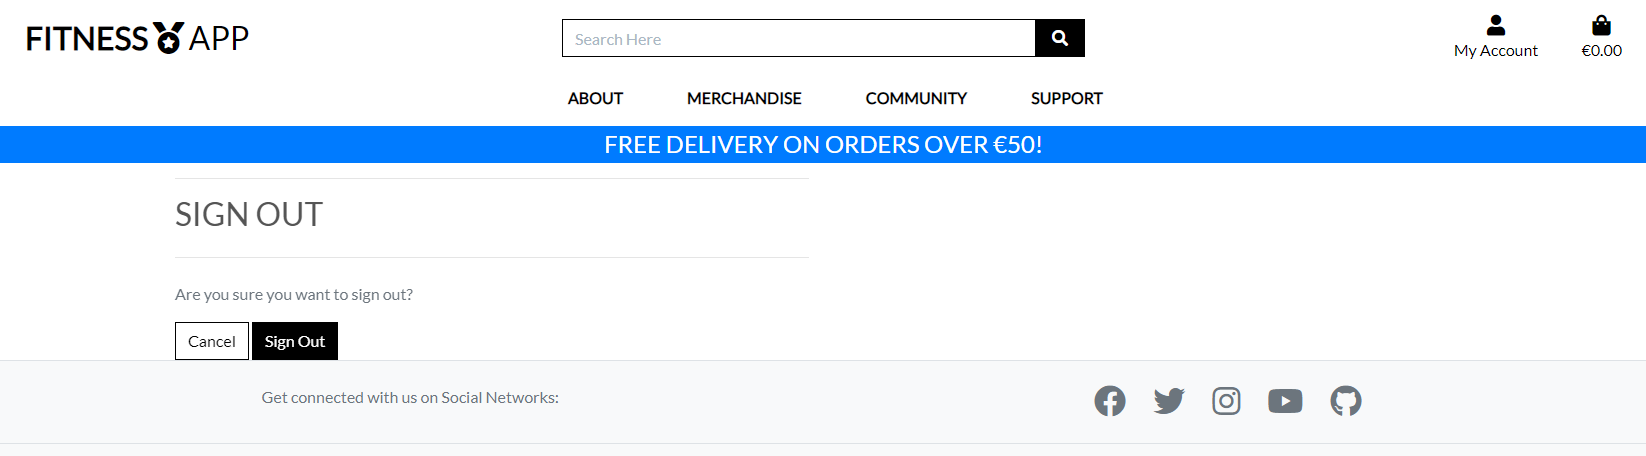 FITNESS APP
Search Here
My Account
€0.00
ABOUT MERCHANDISE COMMUNITY SUPPORT
FREE DELIVERY ON ORDERS OVER €50!
SIGN OUT
Are you sure you want to sign out?
Cancel Sign Out
Get connected with us on Social Networks: